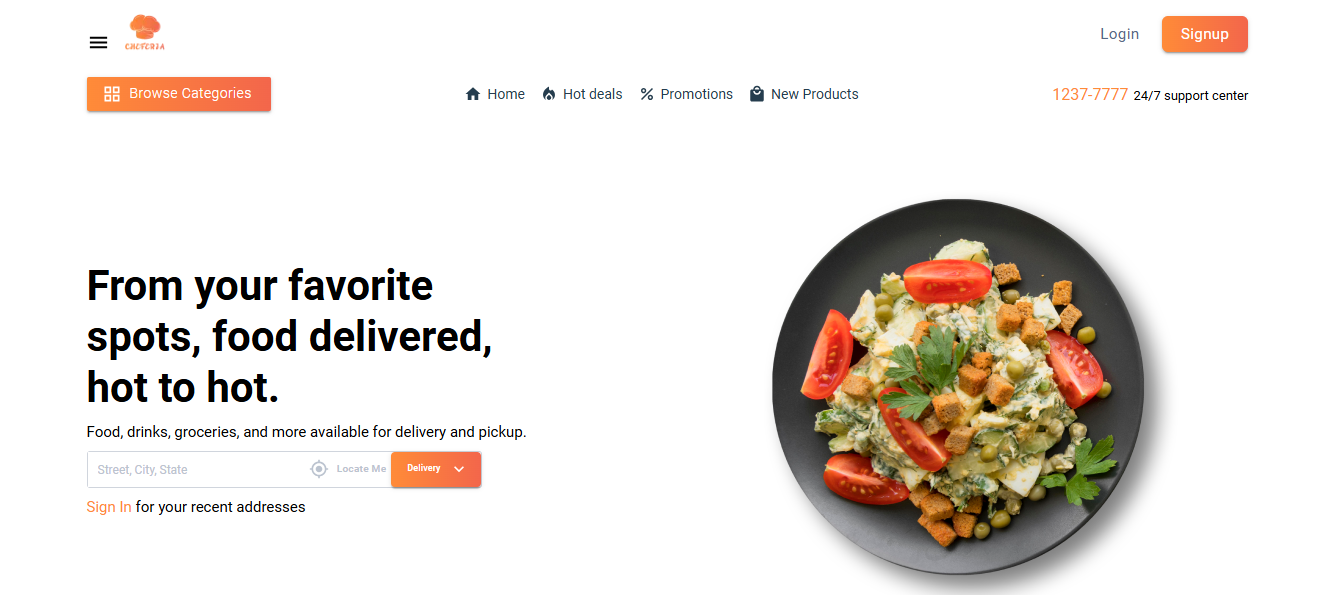 CHEFERIA
Login
Signup
Browse Categories
Home
Hot deals
Promotions
New Products
1237-7777 24/7 support center
From your favorite
spots, food delivered,
hot to hot.
Food, drinks, groceries, and more available for delivery and pickup.
Street, City, State
Locate Me
Delivery
Sign In for your recent addresses